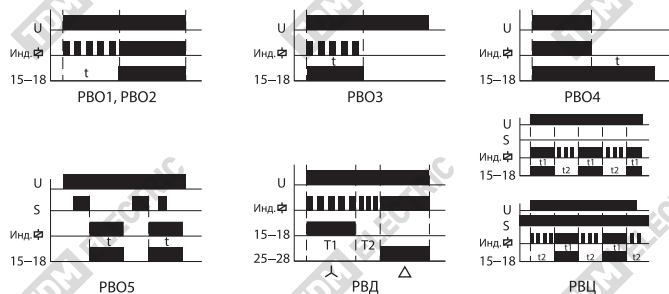 U
Инд.
15–18
t
РВО1, РВО2
U
Инд.
15–18
t
РВО3
U
Инд.
15–18
t
РВО4
U
S
Инд.
15–18
t t
РВО5
U
Инд.
15–18
25–28
T1 T2
РВД
U
S
Инд.
15–18
t1 t1 t1
t2 t2
U
S
Инд.
15–18
t1 t1
t2 t2 t2
РВЦ
TDM ELECTRIC